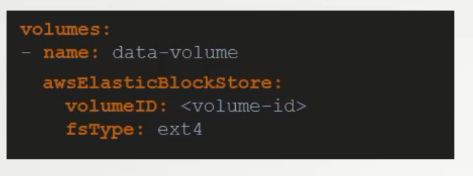 volumes:
- name: data-volume
  awsElasticBlockStore:
    volumeID: <volume-id>
    fsType: ext4